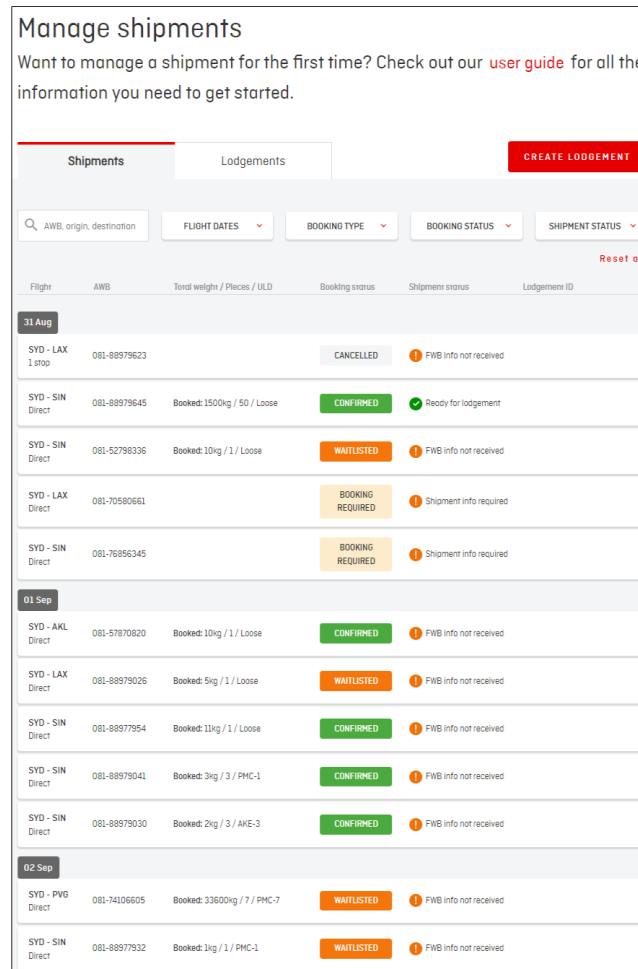 Manage shipments
Want to manage a shipment for the first time? Check out our user guide for all the
information you need to get started.
Shipments Lodgements CREATE LODGEMENT
AWB, origin, destination FLIGHT DATES BOOKING TYPE BOOKING STATUS SHIPMENT STATUS
Reset a
Flight AWB Total weight / Pieces / ULD Booking status Shipment status Lodgement ID
31 Aug
SYD - LAX
1 stop
081-88979623 CANCELLED FWB info not received
SYD - SIN
Direct
081-88979645 Booked: 1500kg / 50 / Loose CONFIRMED Ready for lodgement
SYD - SIN
Direct
081-52798336 Booked: 10kg / 1 / Loose WAITLISTED FWB info not received
SYD - LAX
Direct
081-70580661 BOOKING
REQUIRED
Shipment info required
SYD - SIN
Direct
081-76856345 BOOKING
REQUIRED
Shipment info required
01 Sep
SYD - AKL
Direct
081-57870820 Booked: 10kg / 1 / Loose CONFIRMED FWB info not received
SYD - LAX
Direct
081-88979026 Booked: 5kg / 1 / Loose WAITLISTED FWB info not received
SYD - SIN
Direct
081-88977954 Booked: 11kg / 1 / Loose CONFIRMED FWB info not received
SYD - SIN
Direct
081-88979041 Booked: 3kg / 3 / PMC-1 CONFIRMED FWB info not received
SYD - SIN
Direct
081-88979030 Booked: 2kg / 3 / AKE-3 CONFIRMED FWB info not received
02 Sep
SYD - PVG
Direct
081-74106605 Booked: 33600kg / 7 / PMC-7 WAITLISTED FWB info not received
SYD - SIN
Direct
081-88977932 Booked: 1kg / 1 / PMC-1 WAITLISTED FWB info not received